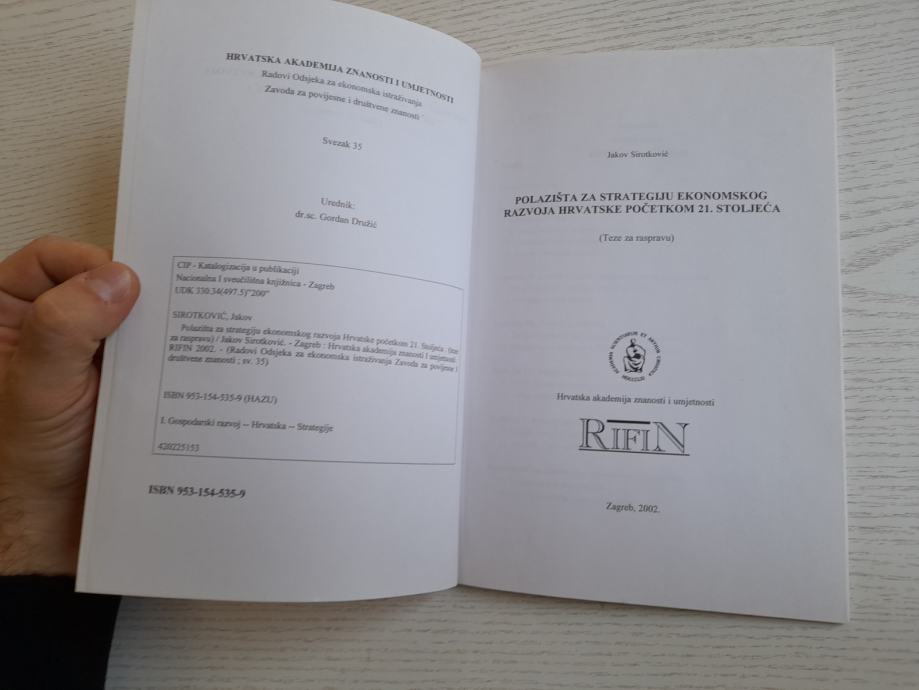 HRVATSKA AKADEMIJA ZNANOSTI I UMJETNOSTI
Radovi Odsjeka za ekonomska istraživanja
Zavoda za povijesne i društvene znanosti
Svezak 35
Urednik:
dr.sc. Gordan Družić
CIP - Katalogizacija u publikaciji
Nacionalna I sveučilišna knjižnica - Zagreb
UDK 330.34(497.5)"200"
SIROTKOVIĆ, Jakov
Polazišta za strategiju ekonomskog razvoja Hrvatske početkom 21. Stoljeća : (teze
za raspravu) / Jakov Sirotković. - Zagreb : Hrvatska akademija znanosti I umjetnosti
RIFIN 2002. - (Radovi Odsjeka za ekonomska istraživanja Zavoda za povijesne I
društvene znanosti ; sv. 35)
ISBN 953-154-535-9 (HAZU)
I. Gospodarski razvoj -- Hrvatska -- Strategije
420225153
ISBN 953-154-535-9
Jakov Sirotković
POLAZIŠTA ZA STRATEGIJU EKONOMSKOG
RAZVOJA HRVATSKE POČETKOM 21. STOLJEĆA
(Teze za raspravu)
Hrvatska akademija znanosti i umjetnosti
RIFIN
Zagreb, 2002.